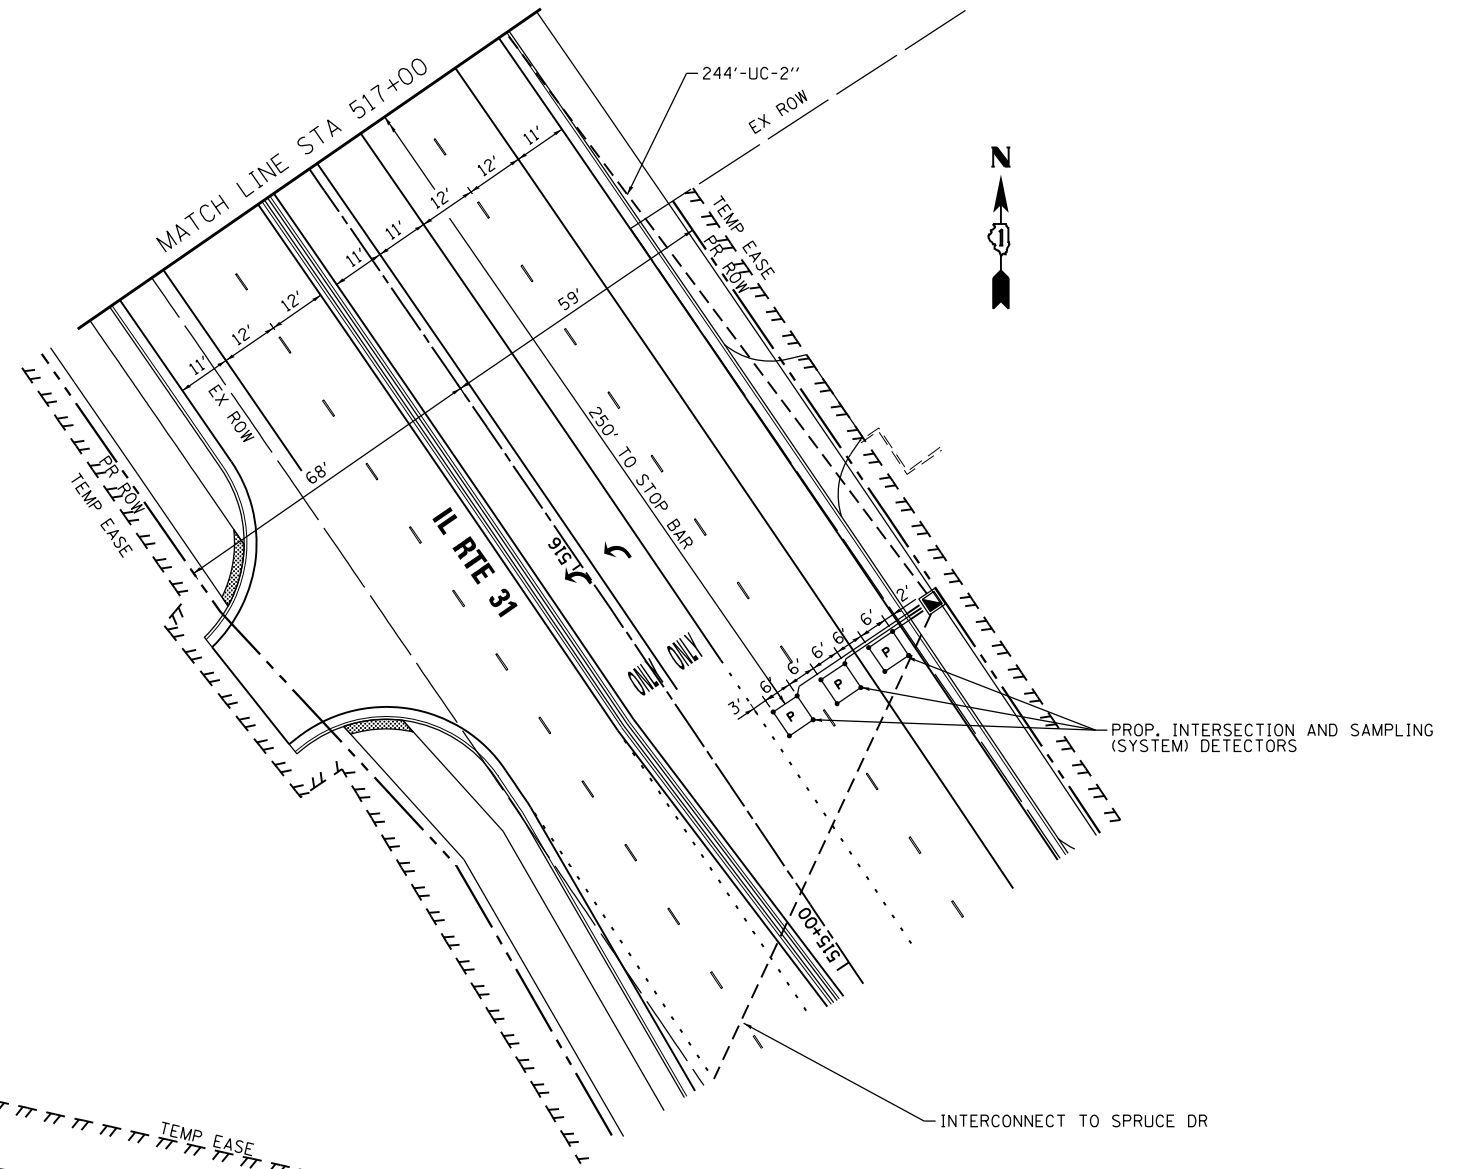 MATCH LINE STA 517+00
244'-UC-2"
EX ROW
N
1
11'
12'
12'
11'
11'
12'
12'
11'
TEMP EASE
PR ROW
59'
68'
EX ROW
250' TO STOP BAR
PR ROW
TEMP EASE
IL RTE 31
516
ONLY
ONLY
3'
6'
6'
6'
6'
6'
2'
P
P
P
PROP. INTERSECTION AND SAMPLING
(SYSTEM) DETECTORS
515+00
INTERCONNECT TO SPRUCE DR
TEMP EASE